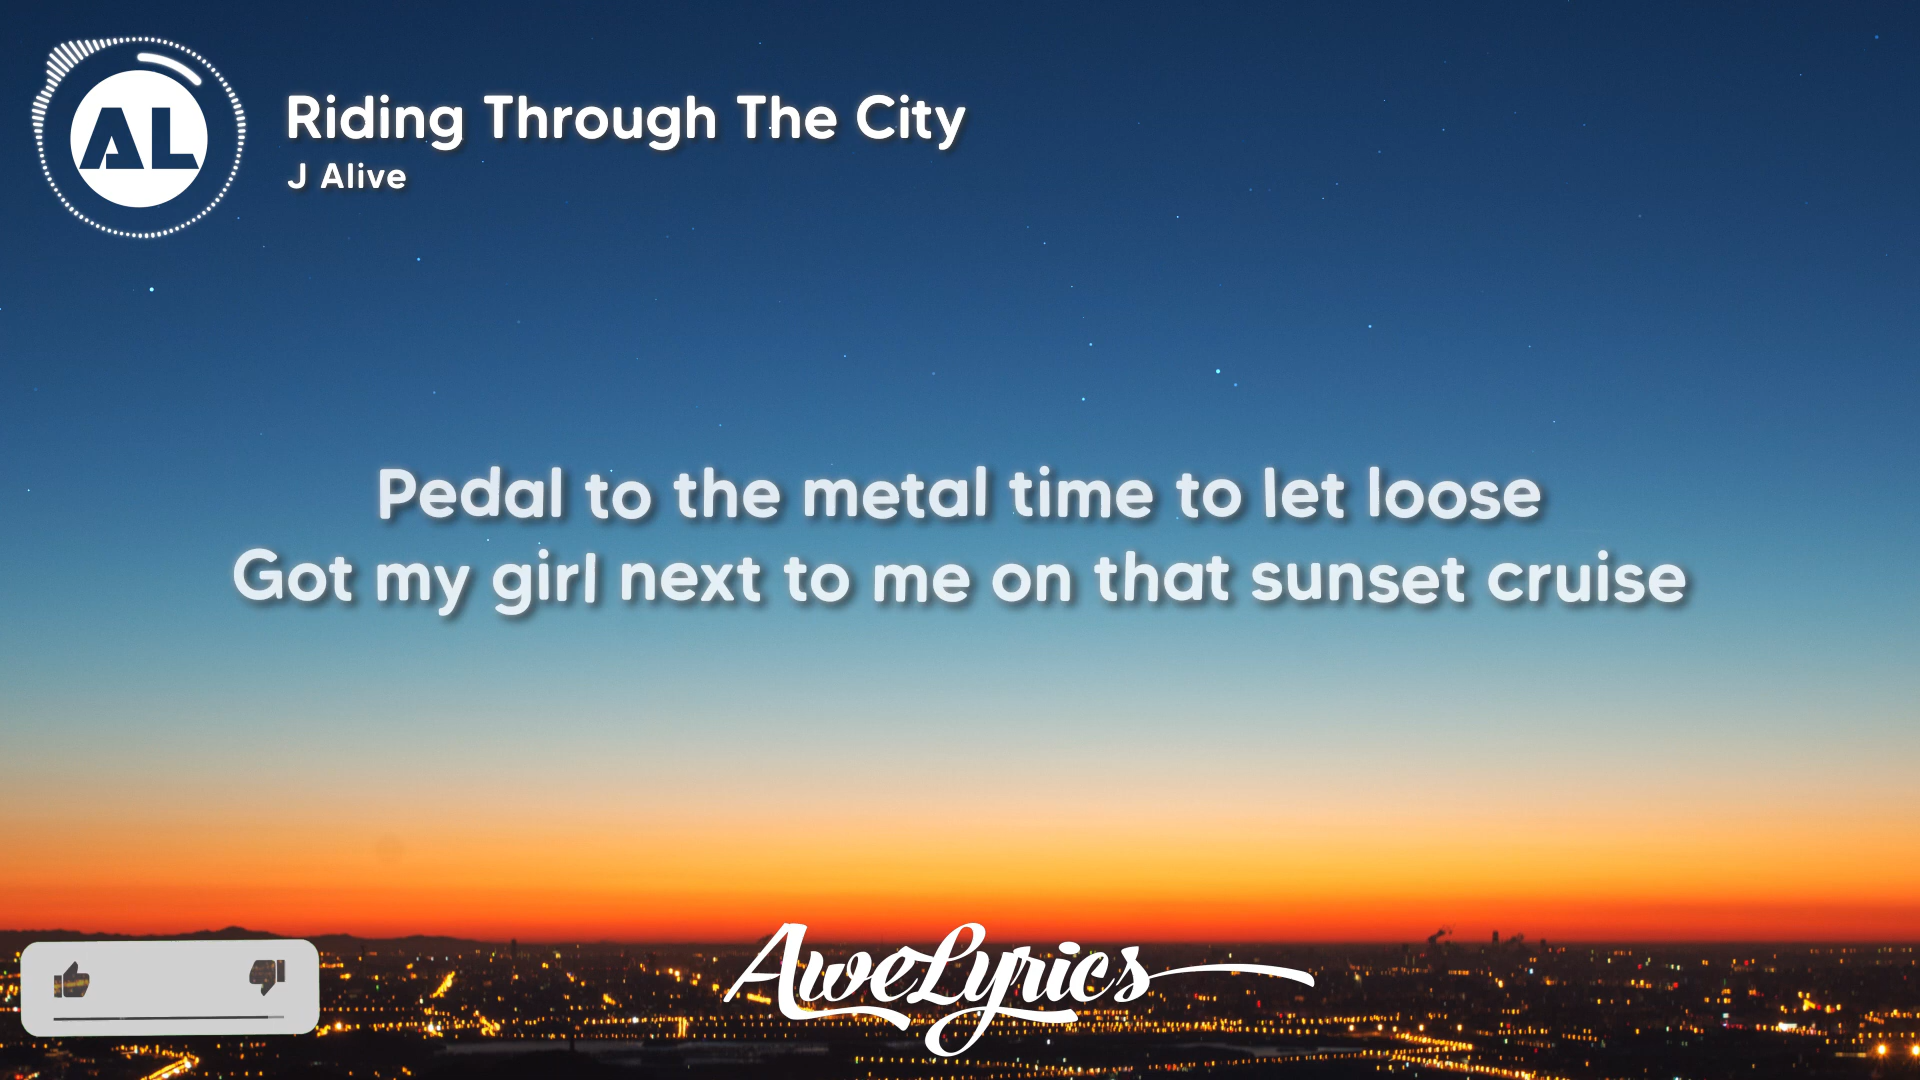 AL
Riding Through The City
J Alive
Pedal to the metal time to let loose
Got my girl next to me on that sunset cruise
AweLyrics